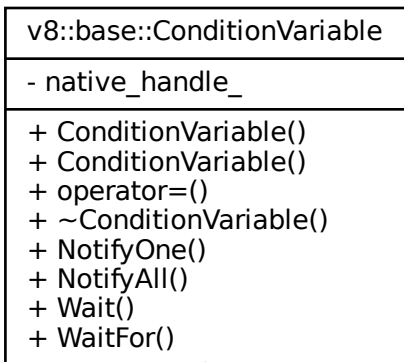 v8::base::ConditionVariable
- native_handle_
+ ConditionVariable()
+ ConditionVariable()
+ operator=()
+ ~ConditionVariable()
+ NotifyOne()
+ NotifyAll()
+ Wait()
+ WaitFor()